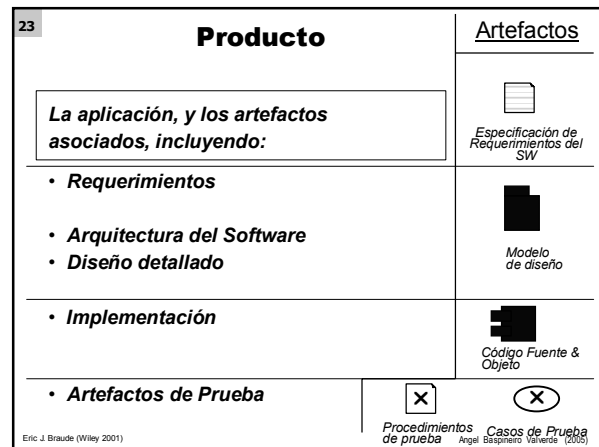 23
Producto
Artefactos
La aplicación, y los artefactos
asociados, incluyendo:
Especificación de
Requerimientos del
SW
• Requerimientos
• Arquitectura del Software
• Diseño detallado
Modelo
de diseño
• Implementación
Código Fuente &
Objeto
• Artefactos de Prueba
Procedimientos
de prueba
Casos de Prueba
Eric J. Braude (Wiley 2001)
Angel Baspineiro Valverde (2005)